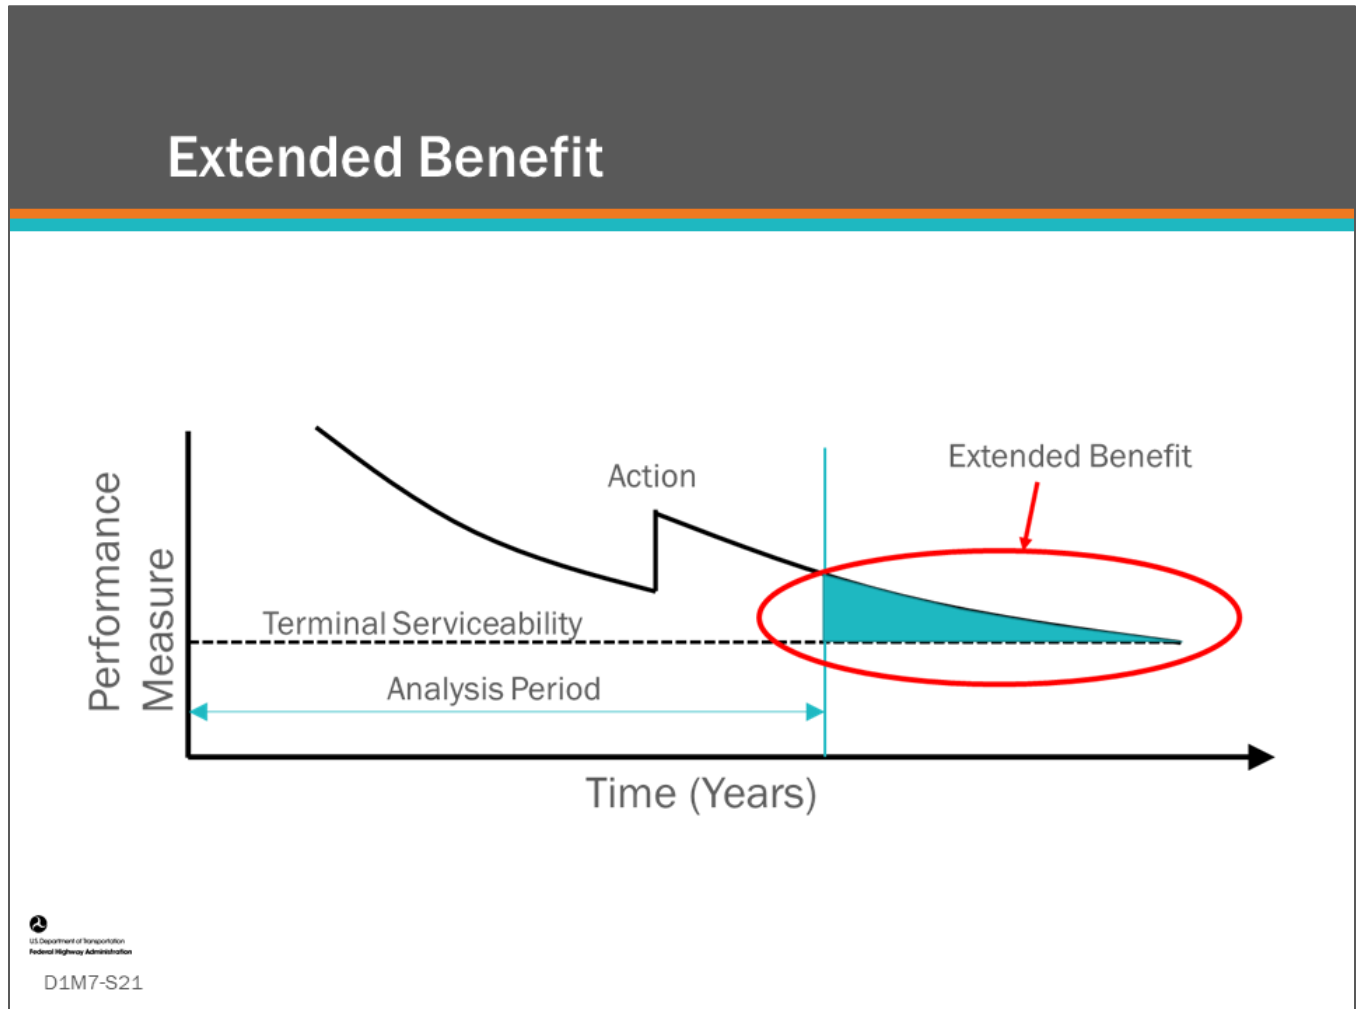 Extended Benefit
Performance
Measure
Action
Extended Benefit
Terminal Serviceability
Analysis Period
Time (Years)
U.S. Department of Transportation
Federal Highway Administration
D1M7-S21